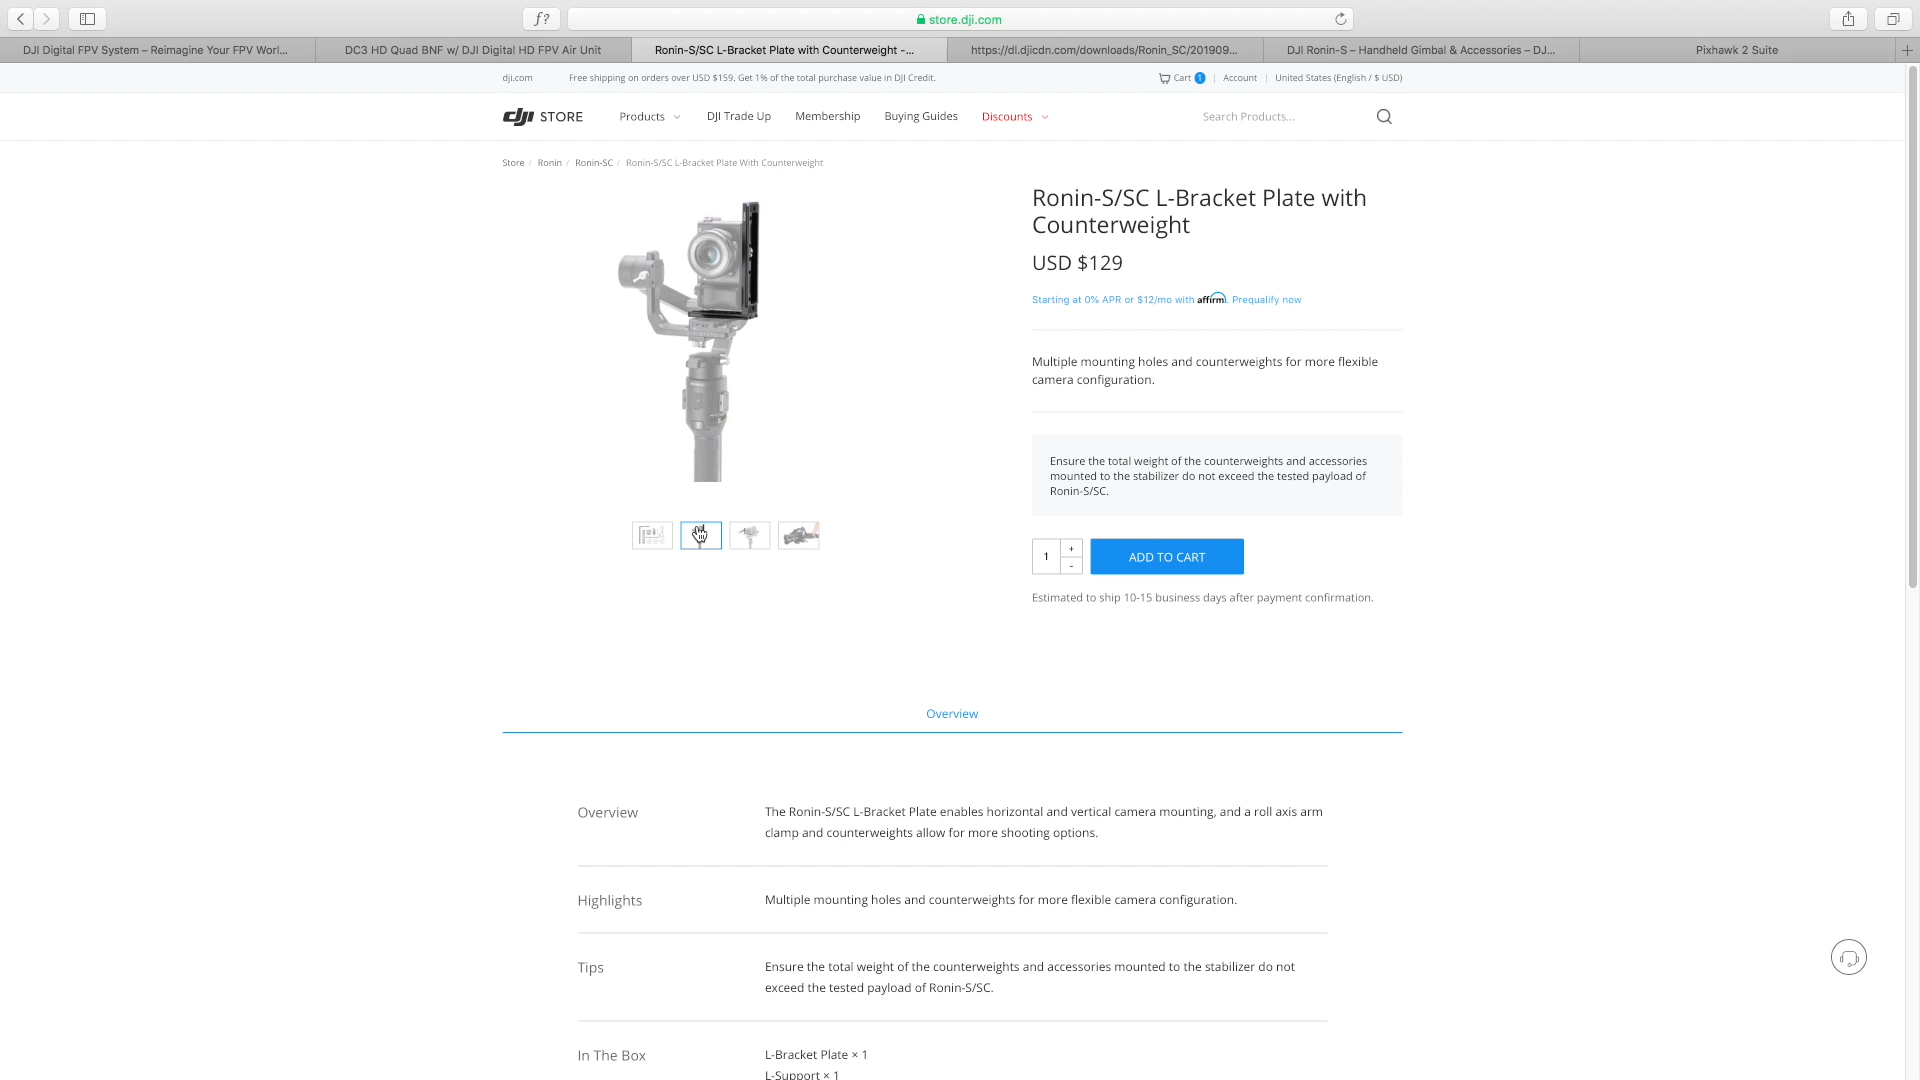 ƒ?
store.dji.com
DJI Digital FPV System – Reimagine Your FPV Worl...
DC3 HD Quad BNF w/ DJI Digital HD FPV Air Unit
Ronin-S/SC L-Bracket Plate with Counterweight -...
https://dl.djicdn.com/downloads/Ronin_SC/201909...
DJI Ronin-S – Handheld Gimbal & Accessories – DJ...
Pixhawk 2 Suite
dji.com
Free shipping on orders over USD $159. Get 1% of the total purchase value in DJI Credit.
Cart 1 | Account | United States (English / $ USD)
dji STORE
Products
DJI Trade Up
Membership
Buying Guides
Discounts
Search Products...
Store / Ronin / Ronin-SC / Ronin-S/SC L-Bracket Plate With Counterweight
Ronin-S/SC L-Bracket Plate with
Counterweight
USD $129
Starting at 0% APR or $12/mo with affirm. Prequalify now
Multiple mounting holes and counterweights for more flexible
camera configuration.
Ensure the total weight of the counterweights and accessories
mounted to the stabilizer do not exceed the tested payload of
Ronin-S/SC.
1 + -
ADD TO CART
Estimated to ship 10-15 business days after payment confirmation.
Overview
Overview
The Ronin-S/SC L-Bracket Plate enables horizontal and vertical camera mounting, and a roll axis arm
clamp and counterweights allow for more shooting options.
Highlights
Multiple mounting holes and counterweights for more flexible camera configuration.
Tips
Ensure the total weight of the counterweights and accessories mounted to the stabilizer do not
exceed the tested payload of Ronin-S/SC.
In The Box
L-Bracket Plate × 1
L-Support × 1